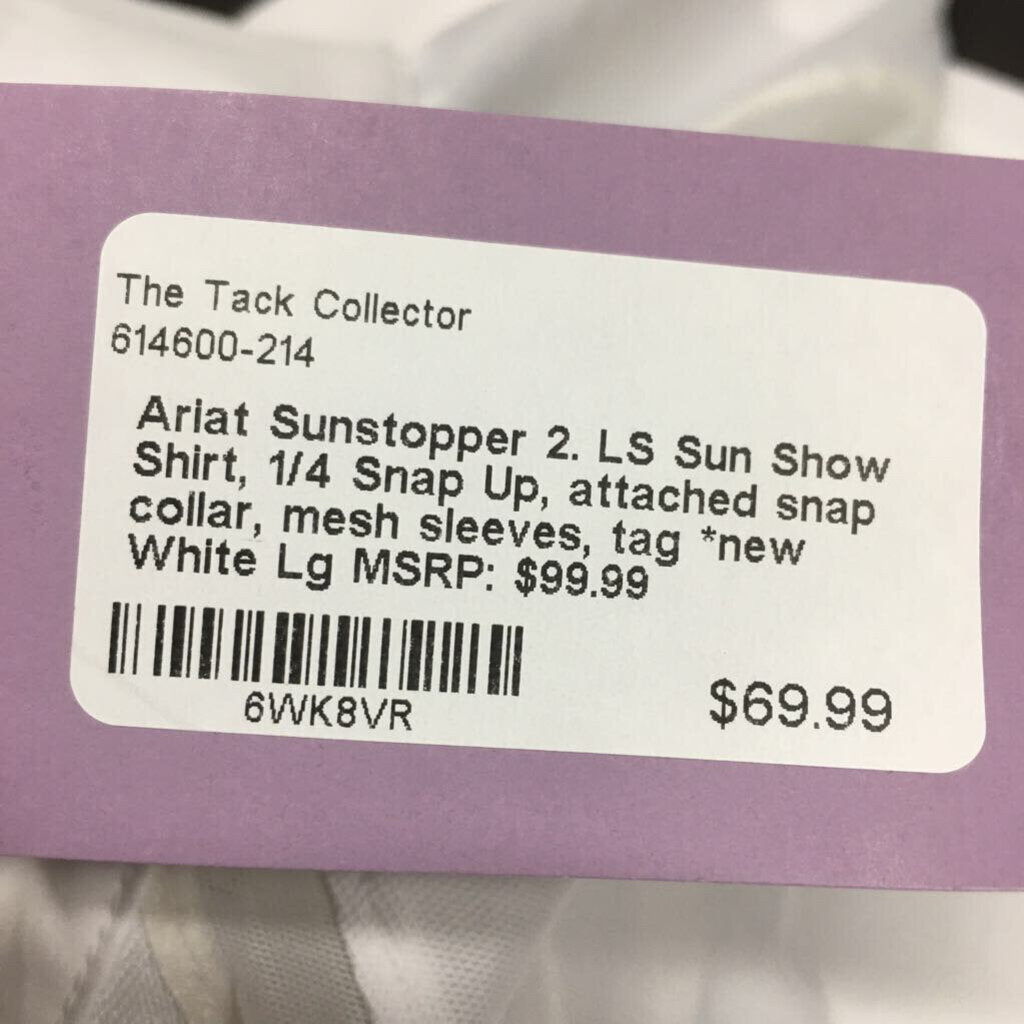 The Tack Collector
614600-214
Ariat Sunstopper 2. LS Sun Show
Shirt, 1/4 Snap Up, attached snap
collar, mesh sleeves, tag *new
White Lg MSRP: $99.99
6WK8VR
$69.99